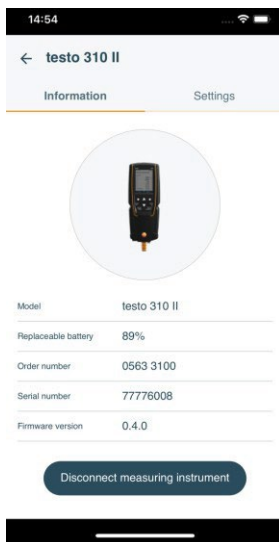 14:54
testo 310 II
Information Settings
Model testo 310 II
Replaceable battery 89%
Order number 0563 3100
Serial number 77776008
Firmware version 0.4.0
Disconnect measuring instrument